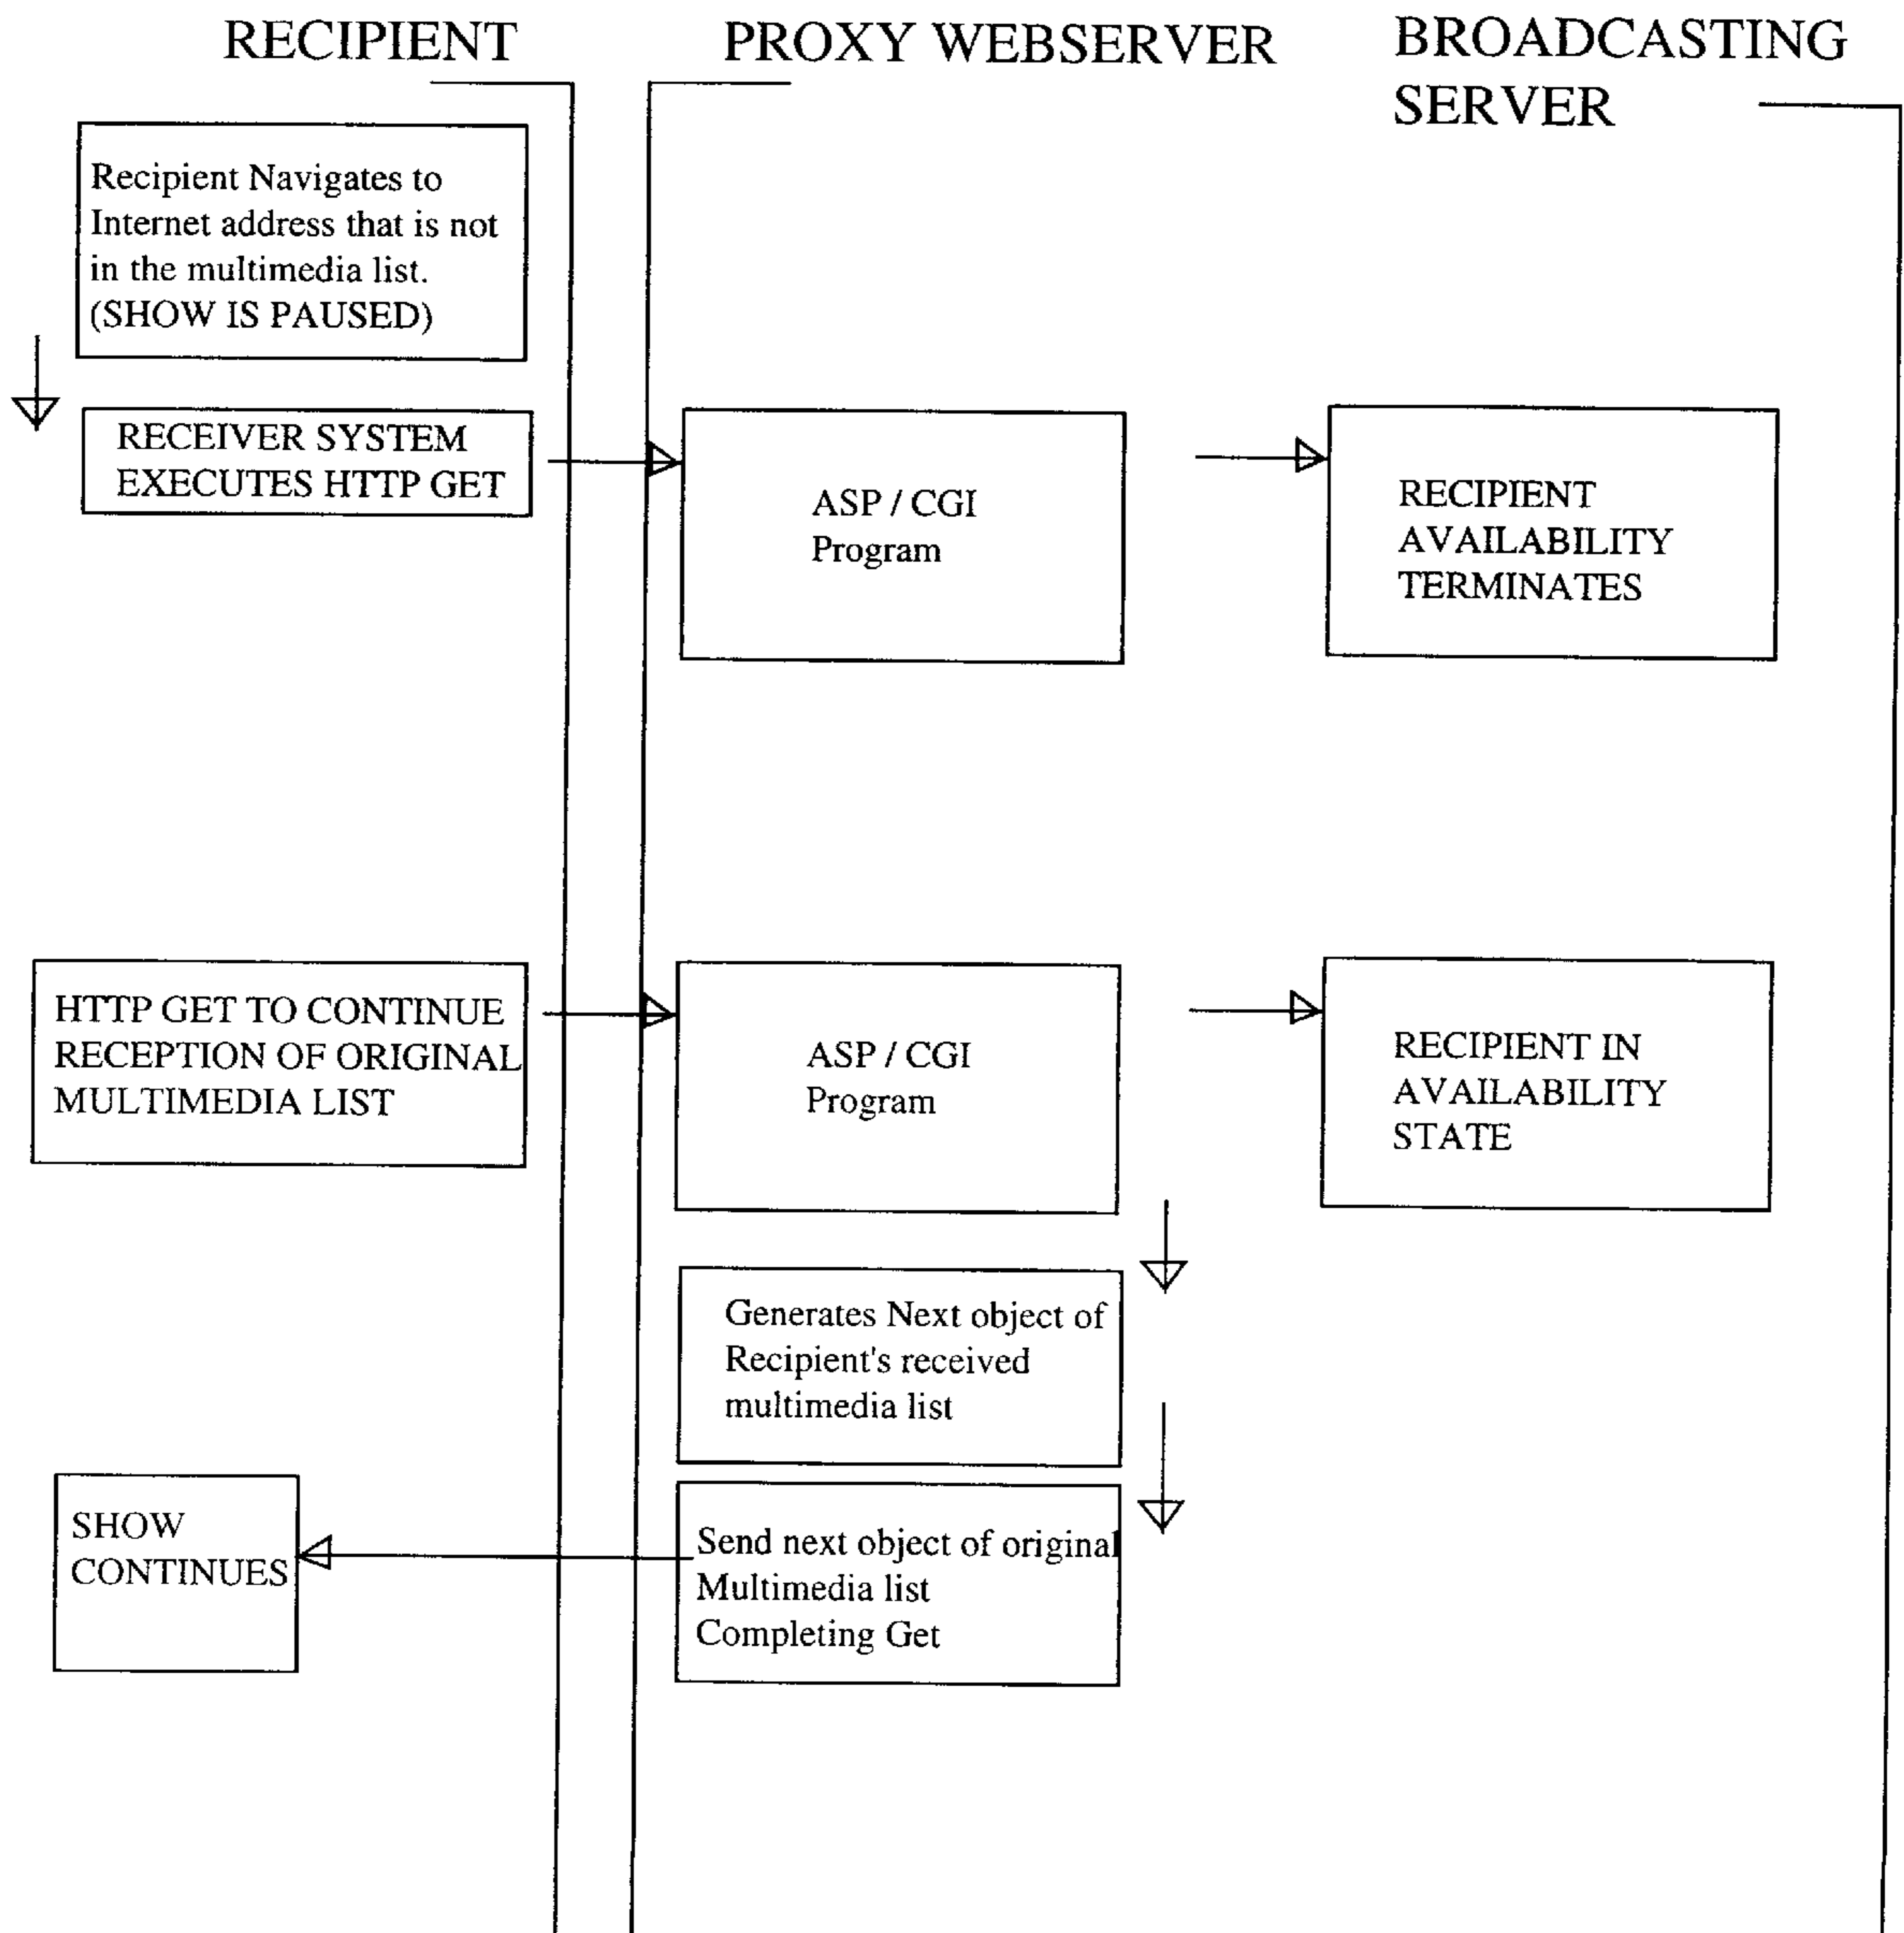 RECIPIENT
PROXY WEBSERVER
BROADCASTING
SERVER
Recipient Navigates to
Internet address that is not
in the multimedia list.
(SHOW IS PAUSED)
RECEIVER SYSTEM
EXECUTES HTTP GET
ASP / CGI
Program
RECIPIENT
AVAILABILITY
TERMINATES
HTTP GET TO CONTINUE
RECEPTION OF ORIGINAL
MULTIMEDIA LIST
ASP / CGI
Program
RECIPIENT IN
AVAILABILITY
STATE
Generates Next object of
Recipient's received
multimedia list
SHOW
CONTINUES
Send next object of original
Multimedia list
Completing Get